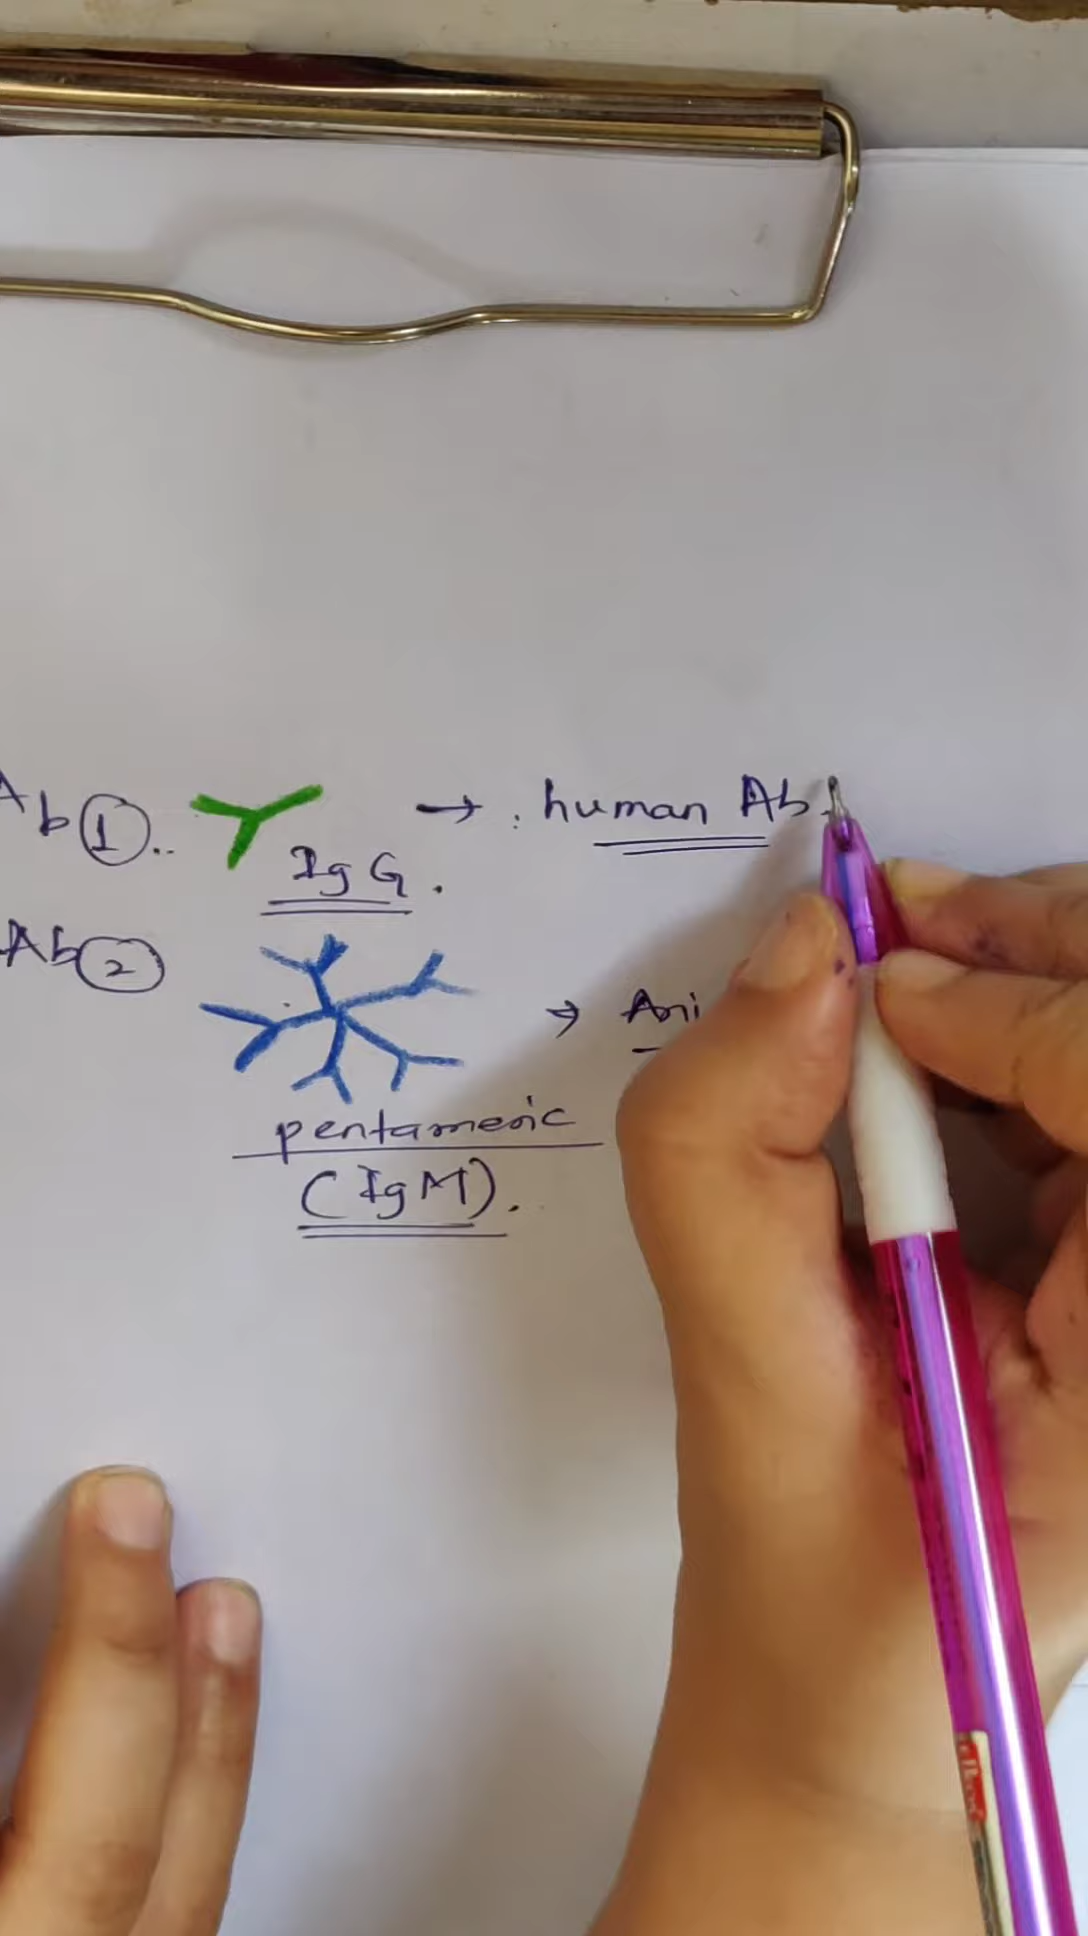 Ab 1.. → : human Ab.
IgG.
Ab 2 → Ani
pentameric
(IgM).